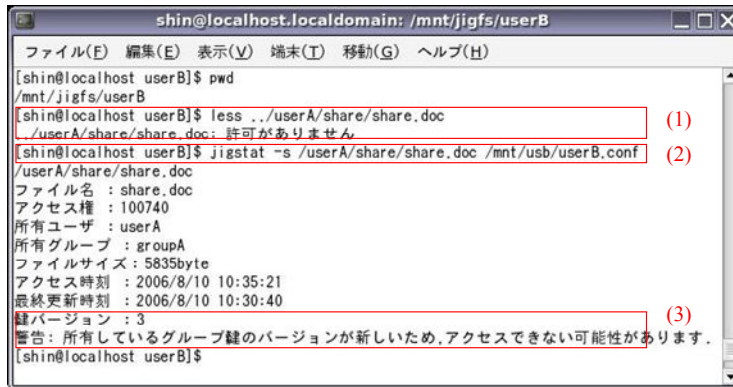 shin@localhost.localdomain: /mnt/jigfs/userB
ファイル(F) 編集(E) 表示(V) 端末(T) 移動(G) ヘルプ(H)
[shin@localhost userB]$ pwd
/mnt/jigfs/userB
[shin@localhost userB]$ less ../userA/share/share.doc
../userA/share/share.doc: 許可がありません
(1)
[shin@localhost userB]$ jigstat -s /userA/share/share.doc /mnt/usb/userB.conf
(2)
/userA/share/share.doc
ファイル名 : share.doc
アクセス権 : 100740
所有ユーザ : userA
所有グループ : groupA
ファイルサイズ : 5835byte
アクセス時刻 : 2006/8/10 10:35:21
最終更新時刻 : 2006/8/10 10:30:40
鍵バージョン : 3
(3)
警告: 所有しているグループ鍵のバージョンが新しいため,アクセスできない可能性があります.
[shin@localhost userB]$